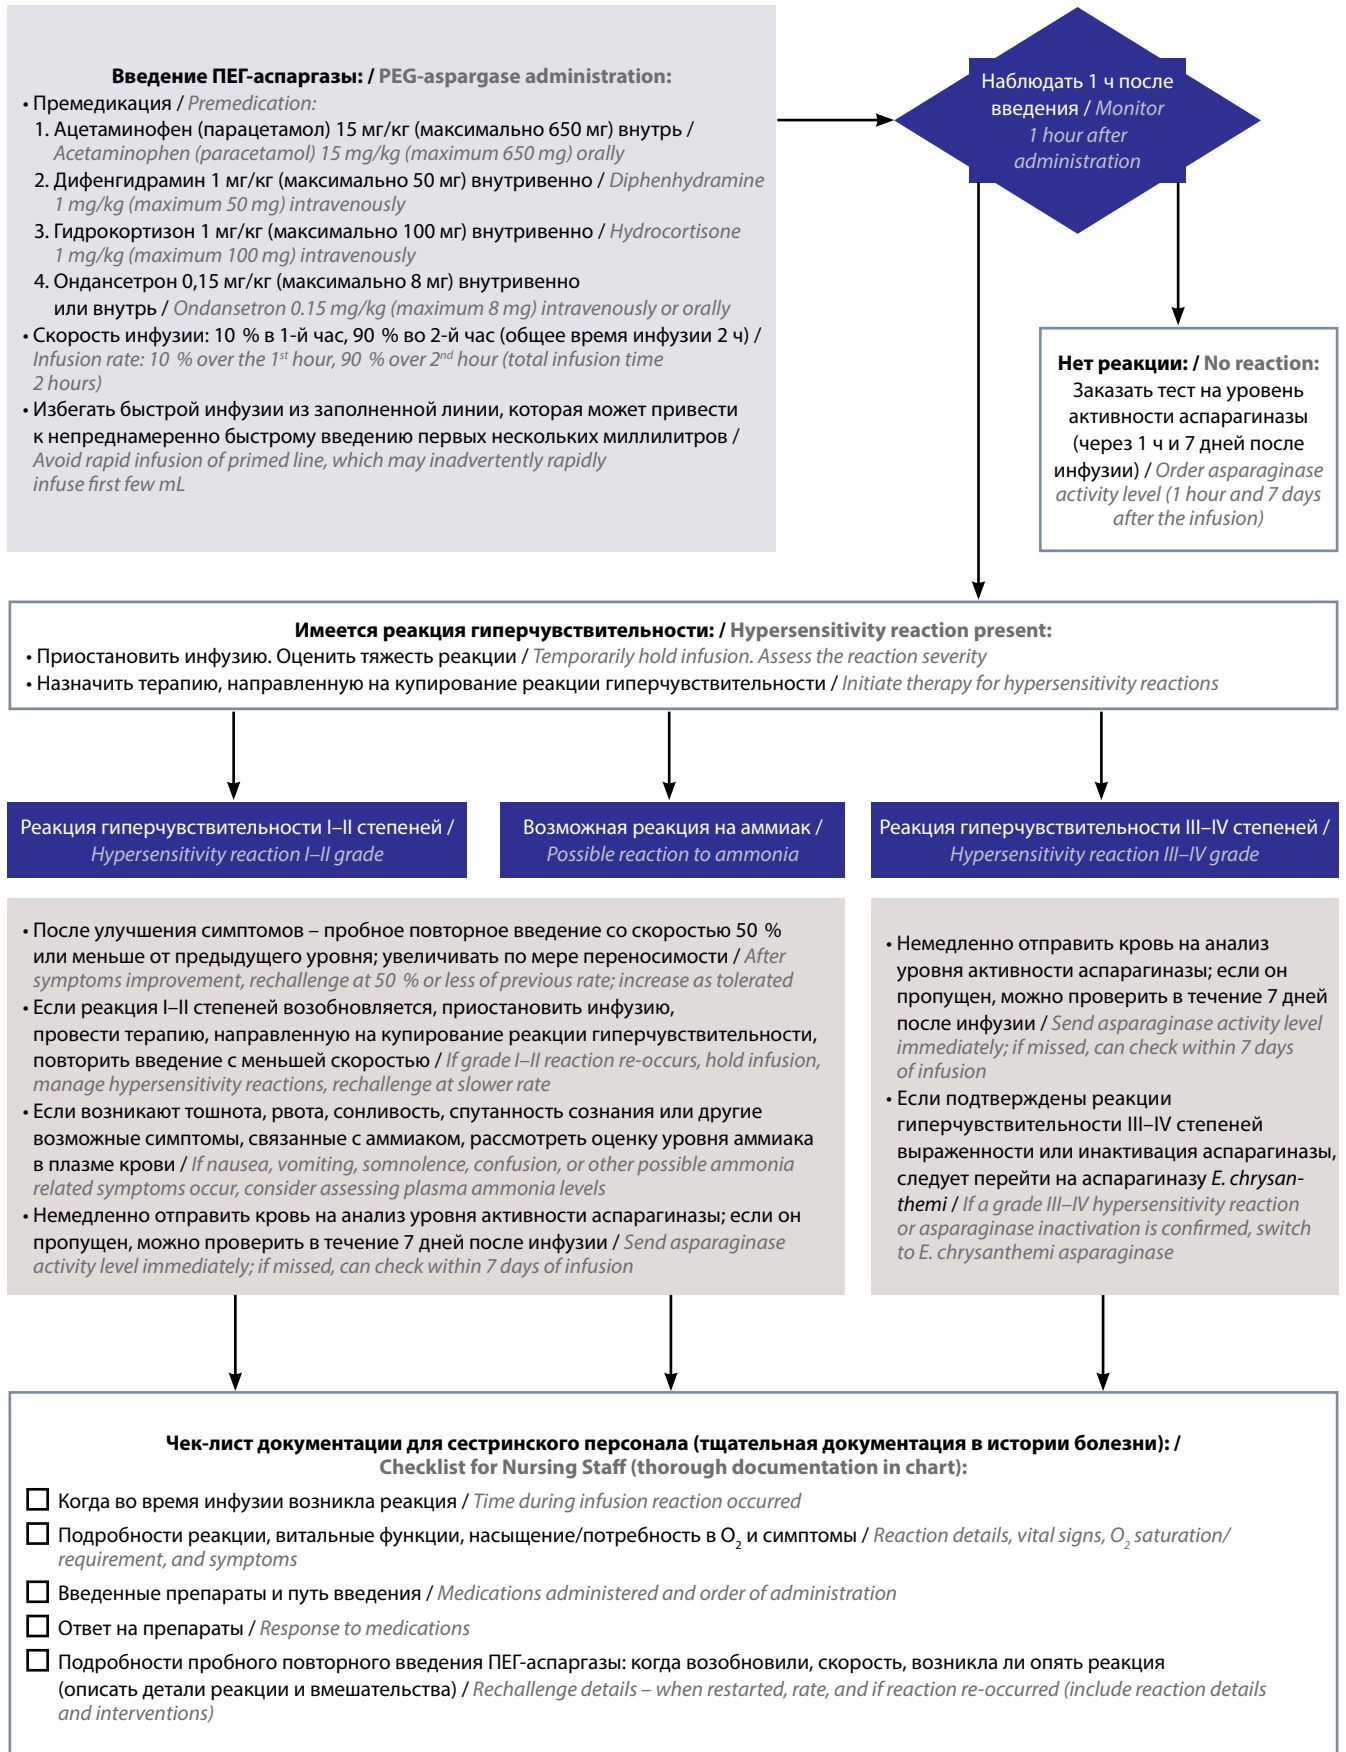 Введение ПЕГ-аспаргазы: / PEG-aspargase administration:
• Премедикация / Premedication:
1. Ацетаминофен (парацетамол) 15 мг/кг (максимально 650 мг) внутрь /
Acetaminophen (paracetamol) 15 mg/kg (maximum 650 mg) orally
2. Дифенгидрамин 1 мг/кг (максимально 50 мг) внутривенно / Diphenhydramine
1 mg/kg (maximum 50 mg) intravenously
3. Гидрокортизон 1 мг/кг (максимально 100 мг) внутривенно / Hydrocortisone
1 mg/kg (maximum 100 mg) intravenously
4. Ондансетрон 0,15 мг/кг (максимально 8 мг) внутривенно
или внутрь / Ondansetron 0.15 mg/kg (maximum 8 mg) intravenously or orally
• Скорость инфузии: 10 % в 1-й час, 90 % во 2-й час (общее время инфузии 2 ч) /
Infusion rate: 10 % over the 1st hour, 90 % over 2nd hour (total infusion time
2 hours)
• Избегать быстрой инфузии из заполненной линии, которая может привести
к непреднамеренно быстрому введению первых нескольких миллилитров /
Avoid rapid infusion of primed line, which may inadvertently rapidly
infuse first few mL
Наблюдать 1 ч после
введения / Monitor
1 hour after
administration
Нет реакции: / No reaction:
Заказать тест на уровень
активности аспарагиназы
(через 1 ч и 7 дней после
инфузии) / Order asparaginase
activity level (1 hour and 7 days
after the infusion)
Имеется реакция гиперчувствительности: / Hypersensitivity reaction present:
• Приостановить инфузию. Оценить тяжесть реакции / Temporarily hold infusion. Assess the reaction severity
• Назначить терапию, направленную на купирование реакции гиперчувствительности / Initiate therapy for hypersensitivity reactions
Реакция гиперчувствительности I–II степеней /
Hypersensitivity reaction I–II grade
Возможная реакция на аммиак /
Possible reaction to ammonia
Реакция гиперчувствительности III–IV степеней /
Hypersensitivity reaction III–IV grade
• После улучшения симптомов – пробное повторное введение со скоростью 50 %
или меньше от предыдущего уровня; увеличивать по мере переносимости / After
symptoms improvement, rechallenge at 50 % or less of previous rate; increase as tolerated
• Если реакция I–II степеней возобновляется, приостановить инфузию,
провести терапию, направленную на купирование реакции гиперчувствительности,
повторить введение с меньшей скоростью / If grade I–II reaction re-occurs, hold infusion,
manage hypersensitivity reactions, rechallenge at slower rate
• Если возникают тошнота, рвота, сонливость, спутанность сознания или другие
возможные симптомы, связанные с аммиаком, рассмотреть оценку уровня аммиака
в плазме крови / If nausea, vomiting, somnolence, confusion, or other possible ammonia
related symptoms occur, consider assessing plasma ammonia levels
• Немедленно отправить кровь на анализ уровня активности аспарагиназы; если он
пропущен, можно проверить в течение 7 дней после инфузии / Send asparaginase
activity level immediately; if missed, can check within 7 days of infusion
• Немедленно отправить кровь на анализ
уровня активности аспарагиназы; если он
пропущен, можно проверить в течение 7 дней
после инфузии / Send asparaginase activity level
immediately; if missed, can check within 7 days
of infusion
• Если подтверждены реакции
гиперчувствительности III–IV степеней
выраженности или инактивация аспарагиназы,
следует перейти на аспарагиназу E. chrysan-
themi / If a grade III–IV hypersensitivity reaction
or asparaginase inactivation is confirmed, switch
to E. chrysanthemi asparaginase
Чек-лист документации для сестринского персонала (тщательная документация в истории болезни): /
Checklist for Nursing Staff (thorough documentation in chart):
Когда во время инфузии возникла реакция / Time during infusion reaction occurred
Подробности реакции, витальные функции, насыщение/потребность в O2 и симптомы / Reaction details, vital signs, O2 saturation/
requirement, and symptoms
Введенные препараты и путь введения / Medications administered and order of administration
Ответ на препараты / Response to medications
Подробности пробного повторного введения ПЕГ-аспаргазы: когда возобновили, скорость, возникла ли опять реакция
(описать детали реакции и вмешательства) / Rechallenge details – when restarted, rate, and if reaction re-occurred (include reaction details
and interventions)